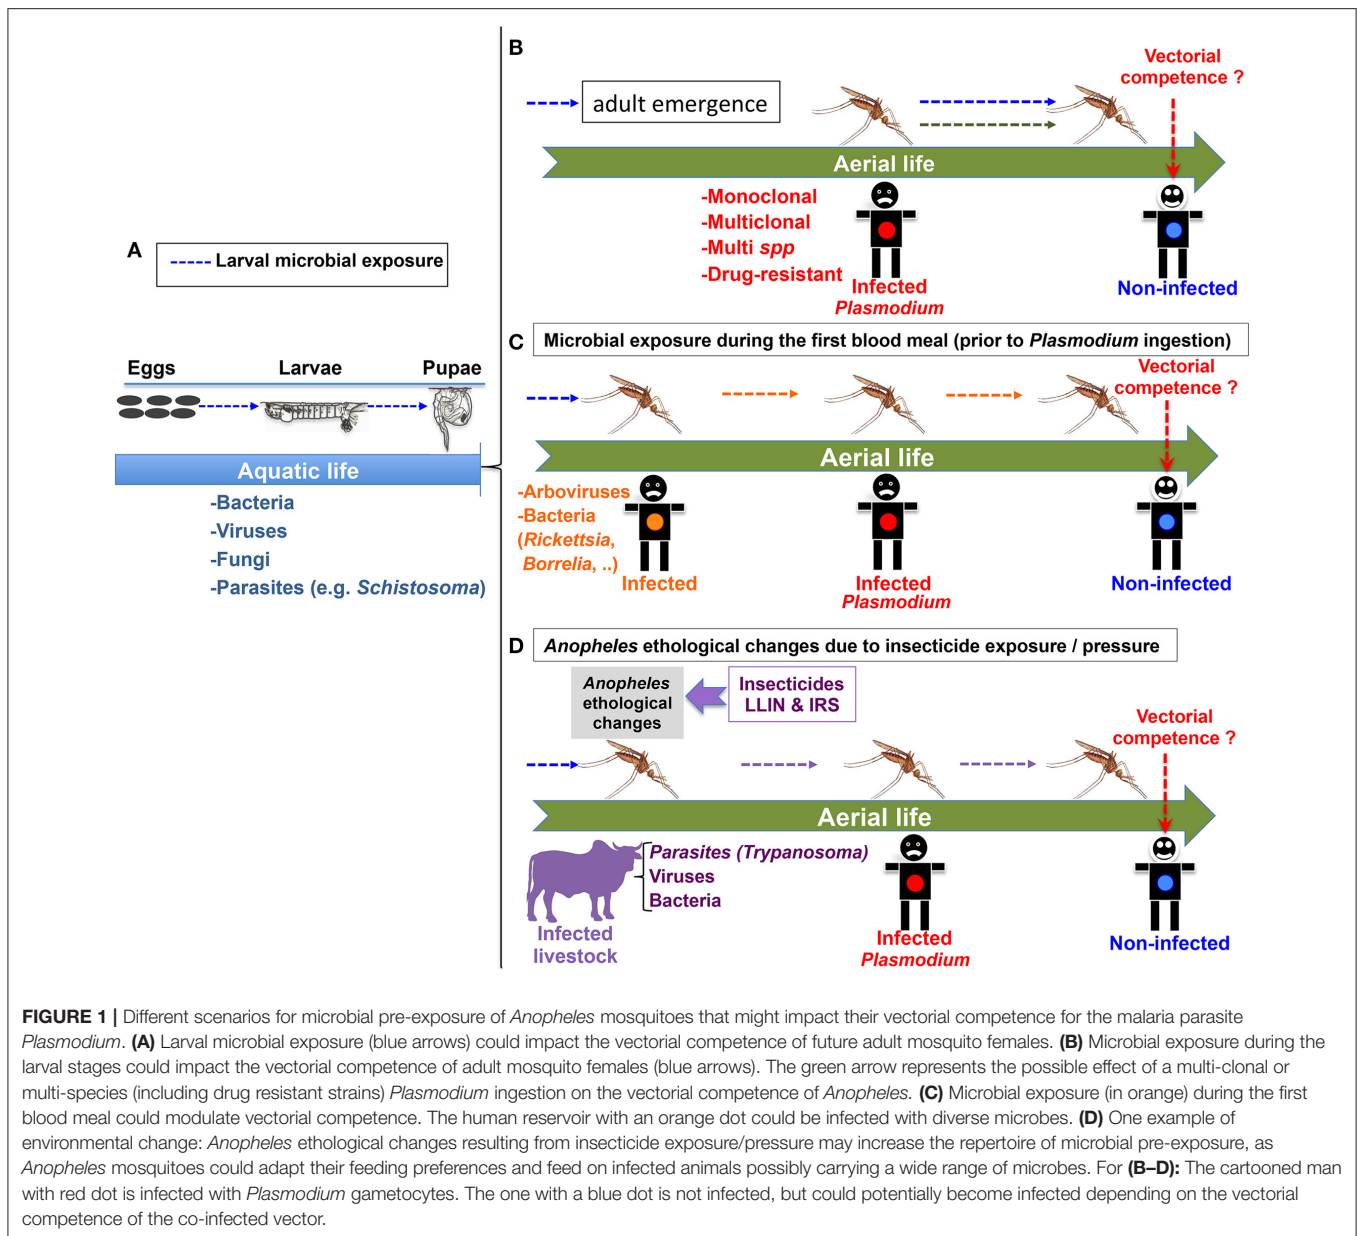 A
Larval microbial exposure
Eggs
Larvae
Pupae
Aquatic life
-Bacteria
-Viruses
-Fungi
-Parasites (e.g. Schistosoma)
B
adult emergence
Vectorial
competence ?
Aerial life
-Monoclonal
-Multiclonal
-Multi spp
-Drug-resistant
Infected
Plasmodium
Non-infected
C
Microbial exposure during the first blood meal (prior to Plasmodium ingestion)
Vectorial
competence ?
Aerial life
-Arboviruses
-Bacteria
(Rickettsia,
Borrelia, ..)
Infected
Infected
Plasmodium
Non-infected
D
Anopheles ethological changes due to insecticide exposure / pressure
Anopheles
ethological
changes
Insecticides
LLIN & IRS
Vectorial
competence ?
Aerial life
Parasites (Trypanosoma)
Viruses
Bacteria
Infected
livestock
Infected
Plasmodium
Non-infected
FIGURE 1 | Different scenarios for microbial pre-exposure of Anopheles mosquitoes that might impact their vectorial competence for the malaria parasite
Plasmodium. (A) Larval microbial exposure (blue arrows) could impact the vectorial competence of future adult mosquito females. (B) Microbial exposure during the
larval stages could impact the vectorial competence of adult mosquito females (blue arrows). The green arrow represents the possible effect of a multi-clonal or
multi-species (including drug resistant strains) Plasmodium ingestion on the vectorial competence of Anopheles. (C) Microbial exposure (in orange) during the first
blood meal could modulate vectorial competence. The human reservoir with an orange dot could be infected with diverse microbes. (D) One example of
environmental change: Anopheles ethological changes resulting from insecticide exposure/pressure may increase the repertoire of microbial pre-exposure, as
Anopheles mosquitoes could adapt their feeding preferences and feed on infected animals possibly carrying a wide range of microbes. For (B–D): The cartooned man
with red dot is infected with Plasmodium gametocytes. The one with a blue dot is not infected, but could potentially become infected depending on the vectorial
competence of the co-infected vector.